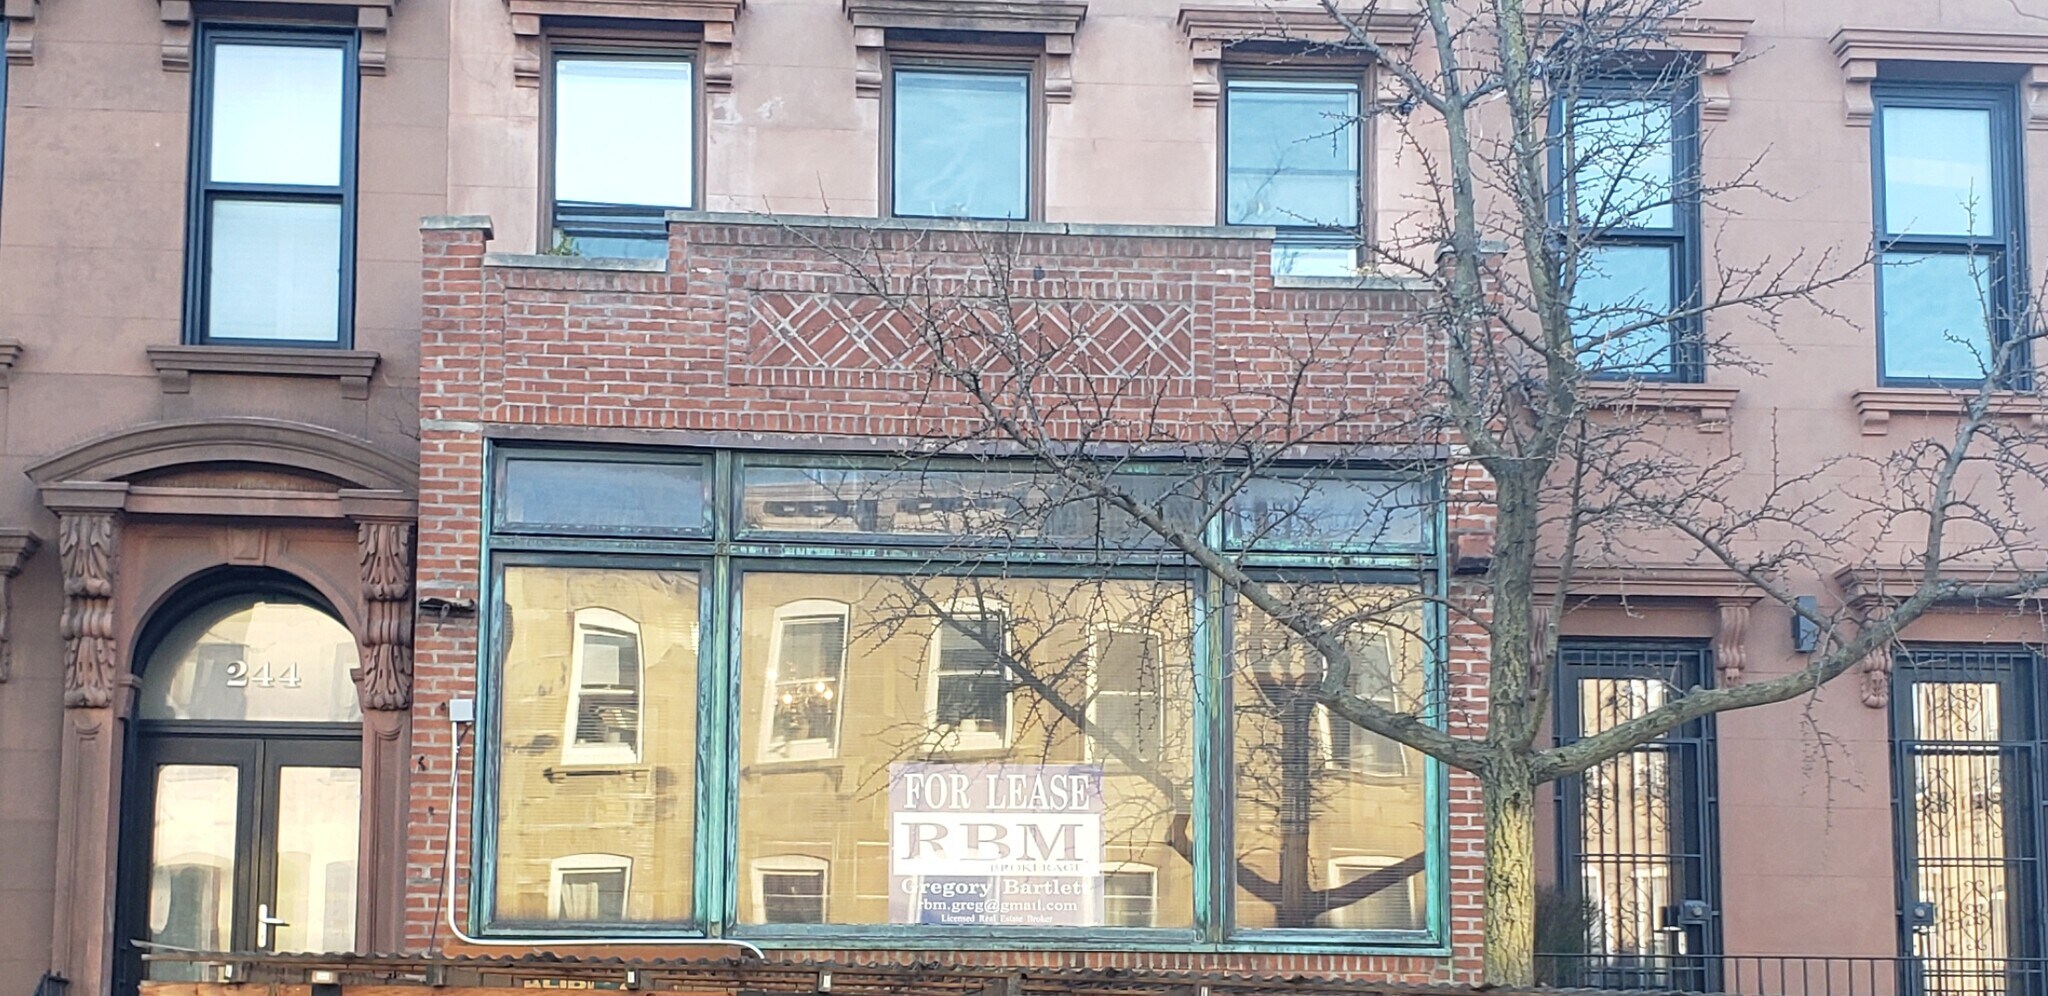 244
FOR LEASE
RBM
BROKERAGE
Gregory Bartlett
rbm.greg@gmail.com
Licensed Real Estate Broker